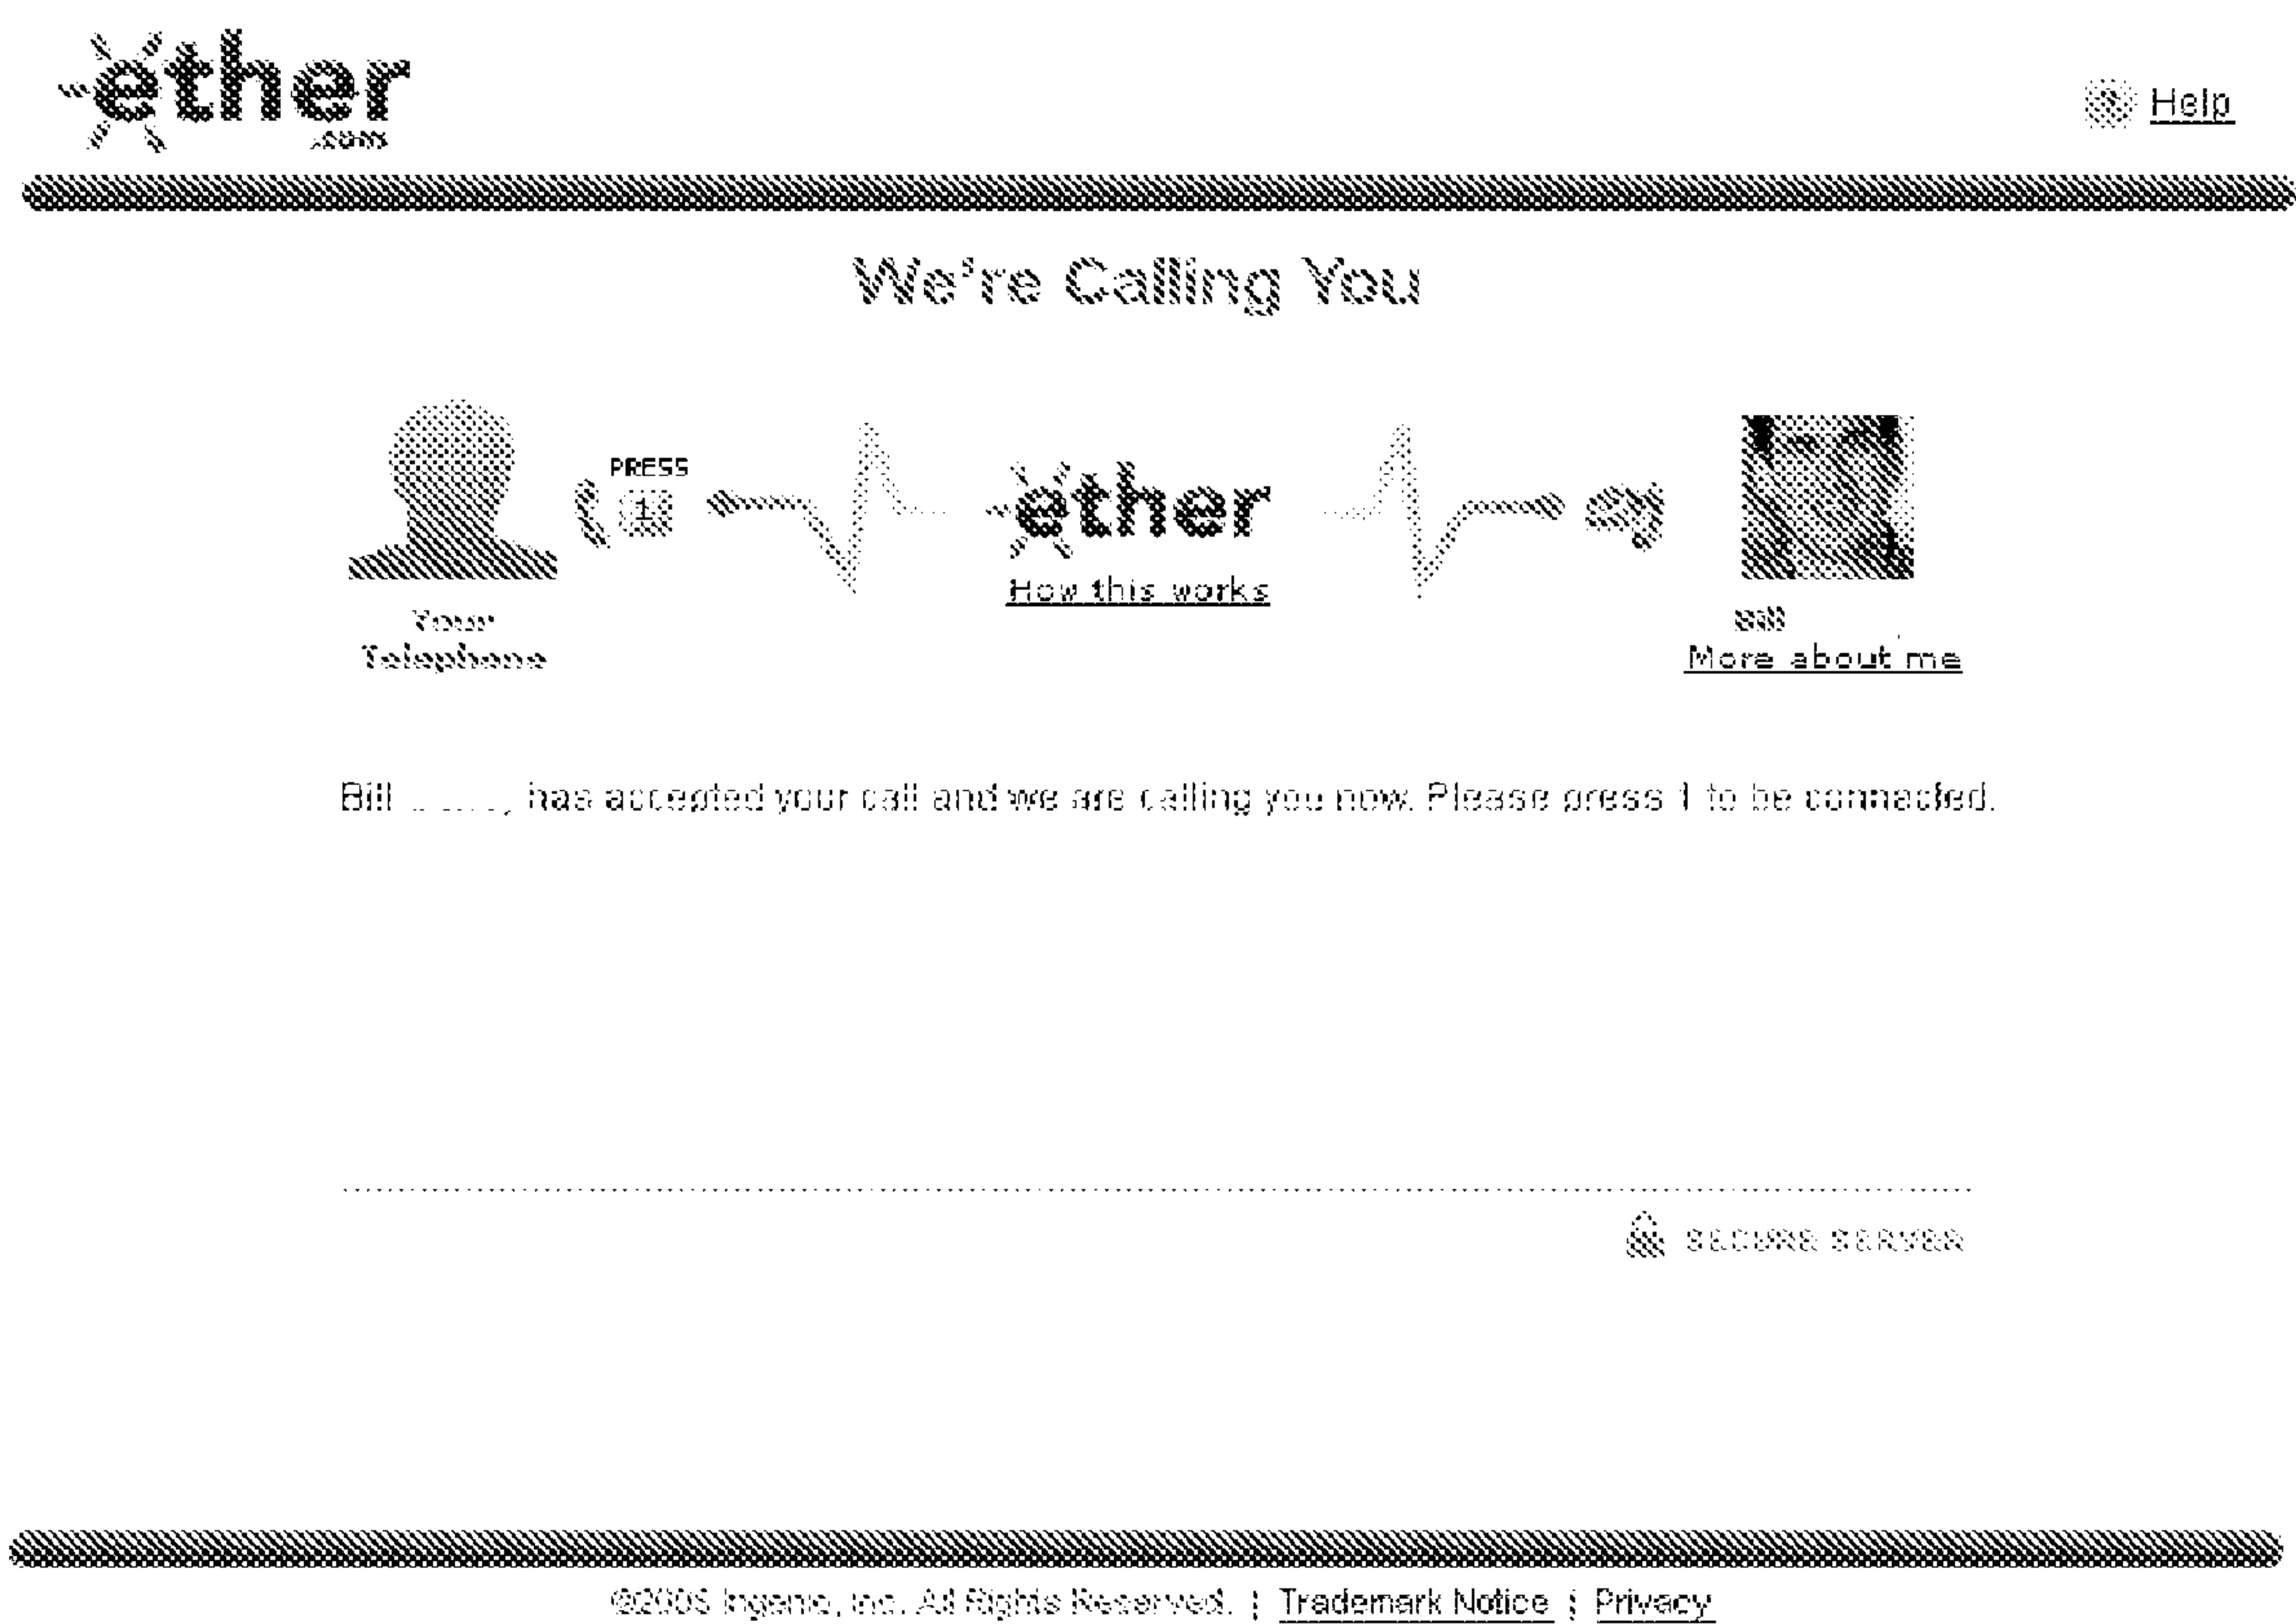 ether
.com
Help
We're Calling You
PRESS
1
ether
How this works
Your
Telephone
Bill
More about me
Bill , has accepted your call and we are calling you now. Please press 1 to be connected.
SECURE SERVER
Ingenio, Inc. All Rights Reserved. | Trademark Notice | Privacy